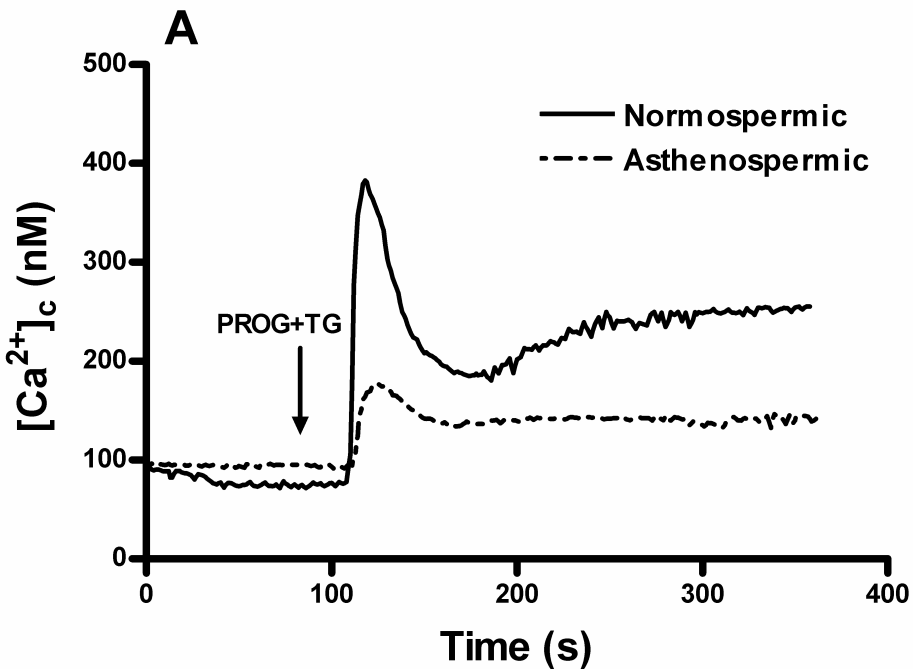 A
500
Normospermic
400
Asthenospermic
300
PROG+TG
200
100
0
[Ca²⁺]c (nM)
0 100 200 300 400
Time (s)